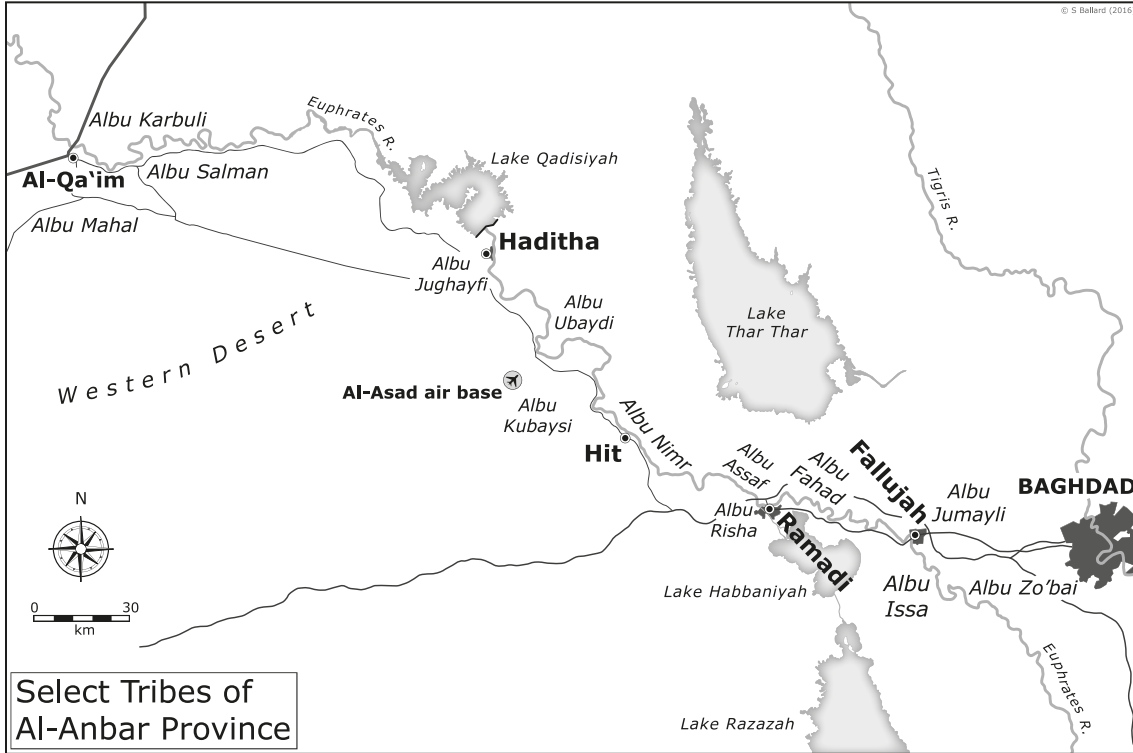 © S Ballard (2016
Euphrates R.
Albu Karbuli
Lake Qadisiyah
Al-Qa‘im
Albu Salman
Tigris R.
Albu Mahal
Haditha
Albu
Jughayfi
Albu
Ubaydi
Lake
Thar Thar
Western Desert
Al-Asad air base
Albu
Kubaysi
Hit
Albu Nimr
Albu
Assaf
Albu
Fahad
Fallujah
Albu
Jumayli
BAGHDAD
N
Albu
Risha
Ramadi
Lake Habbaniyah
Albu
Issa
Albu Zo’bai
0 30
km
Euphrates R.
Select Tribes of
Al-Anbar Province
Lake Razazah